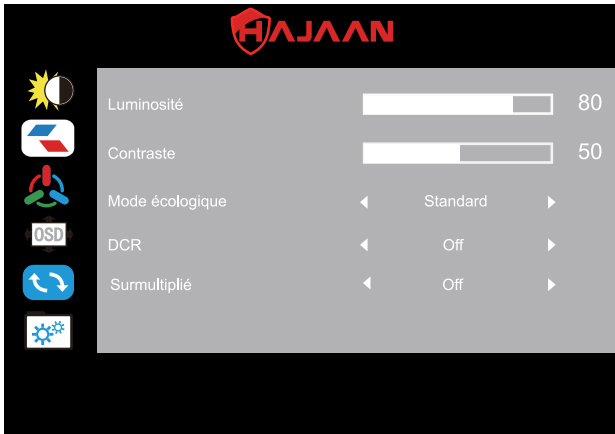 HAJAAN
Luminosité 80
Contraste 50
Mode écologique Standard
DCR Off
OSD
Surmultiplié Off